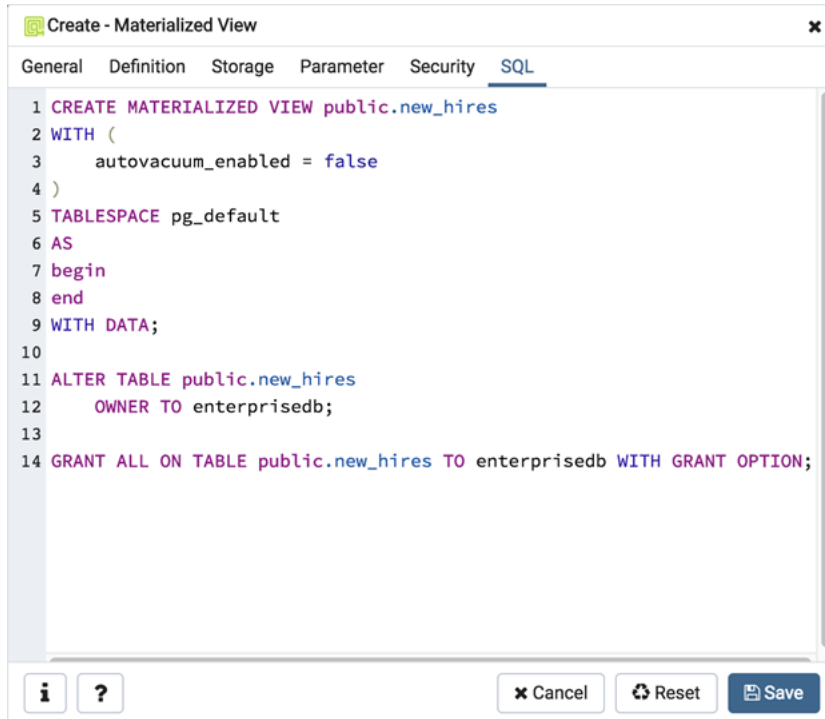 Create - Materialized View
General Definition Storage Parameter Security SQL
1 CREATE MATERIALIZED VIEW public.new_hires
2 WITH (
3     autovacuum_enabled = false
4 )
5 TABLESPACE pg_default
6 AS
7 begin
8 end
9 WITH DATA;
10
11 ALTER TABLE public.new_hires
12     OWNER TO enterprisedb;
13
14 GRANT ALL ON TABLE public.new_hires TO enterprisedb WITH GRANT OPTION;
i ? Cancel Reset Save